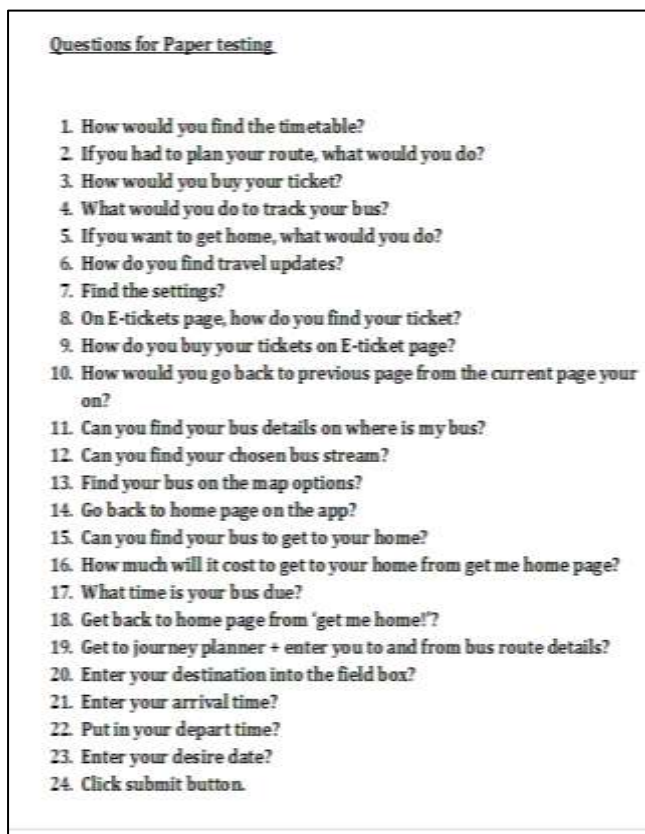 Questions for Paper testing
1. How would you find the timetable?
2. If you had to plan your route, what would you do?
3. How would you buy your ticket?
4. What would you do to track your bus?
5. If you want to get home, what would you do?
6. How do you find travel updates?
7. Find the settings?
8. On E-tickets page, how do you find your ticket?
9. How do you buy your tickets on E-ticket page?
10. How would you go back to previous page from the current page your
on?
11. Can you find your bus details on where is my bus?
12. Can you find your chosen bus stream?
13. Find your bus on the map options?
14. Go back to home page on the app?
15. Can you find your bus to get to your home?
16. How much will it cost to get to your home from get me home page?
17. What time is your bus due?
18. Get back to home page from 'get me home!'?
19. Get to journey planner + enter you to and from bus route details?
20. Enter your destination into the field box?
21. Enter your arrival time?
22. Put in your depart time?
23. Enter your desire date?
24. Click submit button.